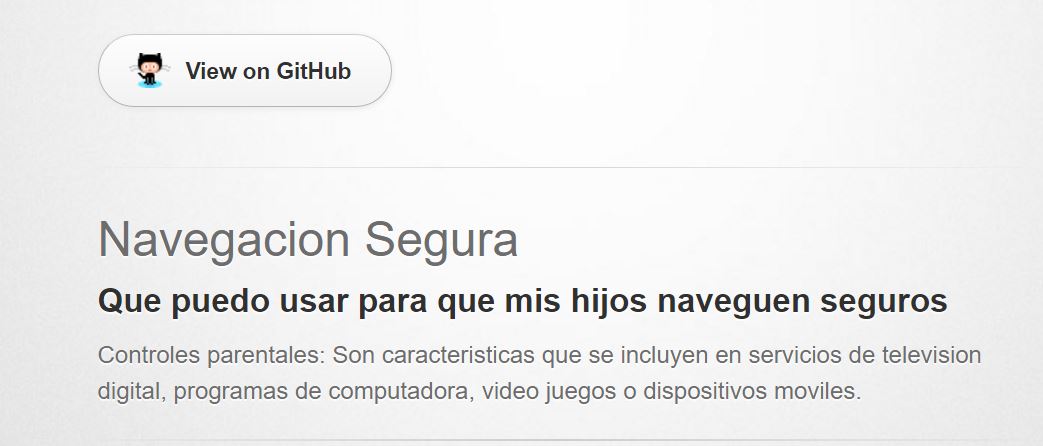 View on GitHub
Navegacion Segura
Que puedo usar para que mis hijos naveguen seguros
Controles parentales: Son caracteristicas que se incluyen en servicios de television
digital, programas de computadora, video juegos o dispositivos moviles.